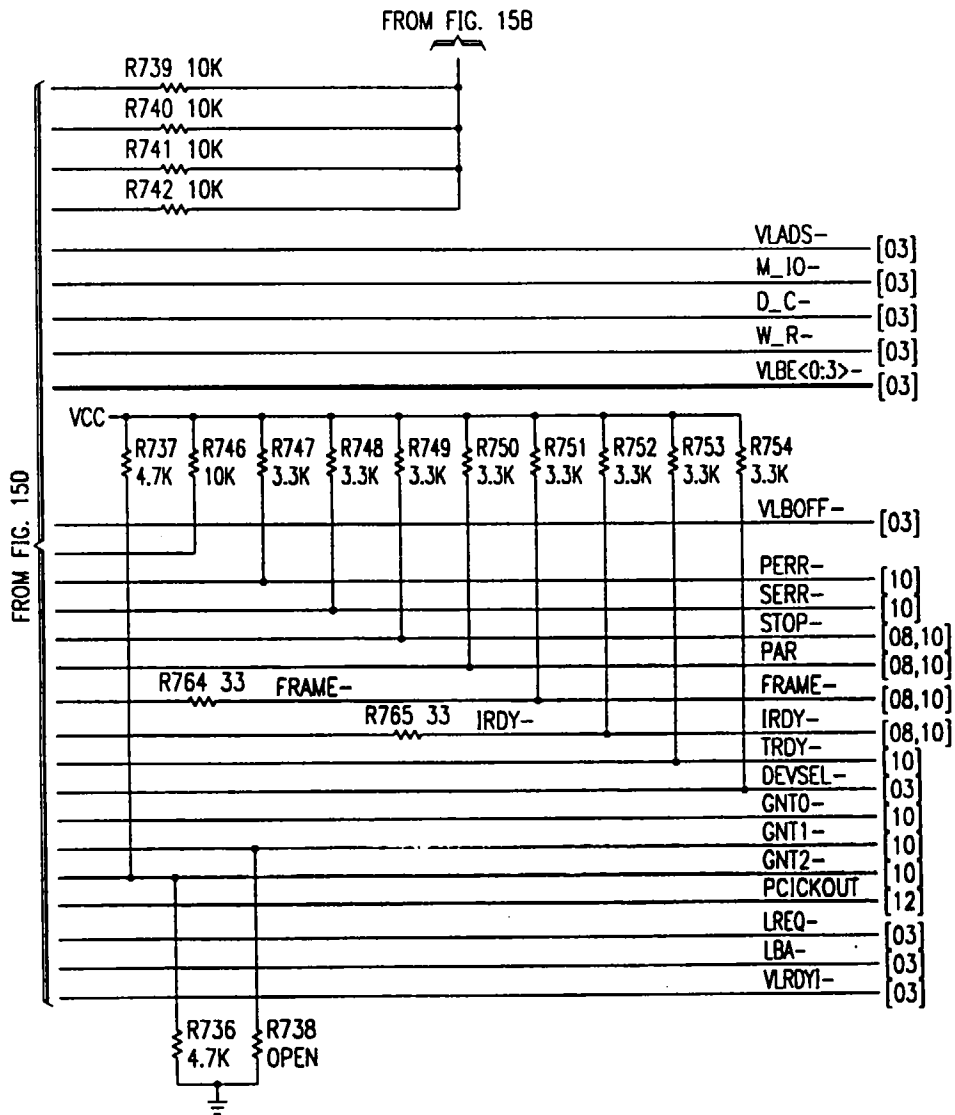 FROM FIG. 15B
R739 10K
R740 10K
R741 10K
R742 10K
VLADS- [03]
M_IO- [03]
D_C- [03]
W_R- [03]
VLBE<0:3>- [03]
VCC
R737 R746 R747 R748 R749 R750 R751 R752 R753 R754
4.7K 10K 3.3K 3.3K 3.3K 3.3K 3.3K 3.3K 3.3K 3.3K
VLBOFF- [03]
FROM FIG. 15D
PERR- [10]
SERR- [10]
STOP- [08,10]
PAR [08,10]
R764 33 FRAME- FRAME- [08,10]
R765 33 IRDY- IRDY- [08,10]
TRDY- [10]
DEVSEL- [03]
GNT0- [10]
GNT1- [10]
GNT2- [10]
PCICKOUT [12]
LREQ- [03]
LBA- [03]
VLRDYI- [03]
R736 R738
4.7K OPEN